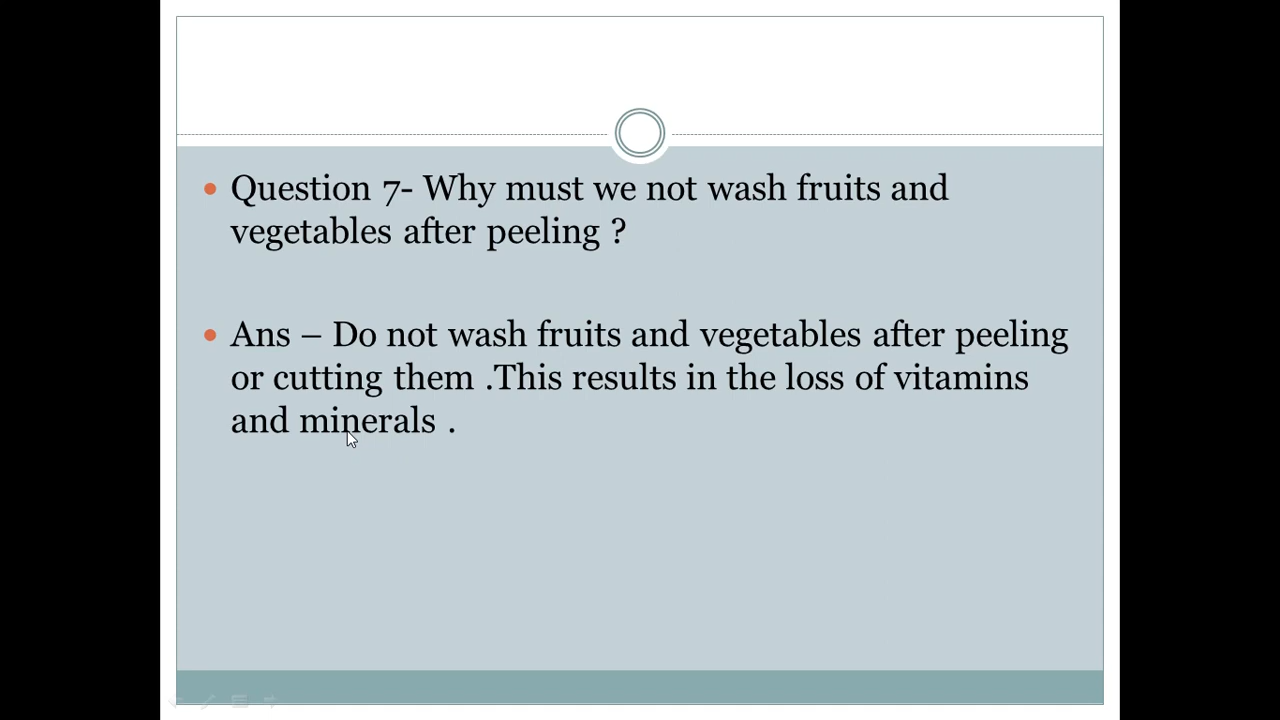 Question 7- Why must we not wash fruits and
vegetables after peeling ?
Ans – Do not wash fruits and vegetables after peeling
or cutting them .This results in the loss of vitamins
and minerals .